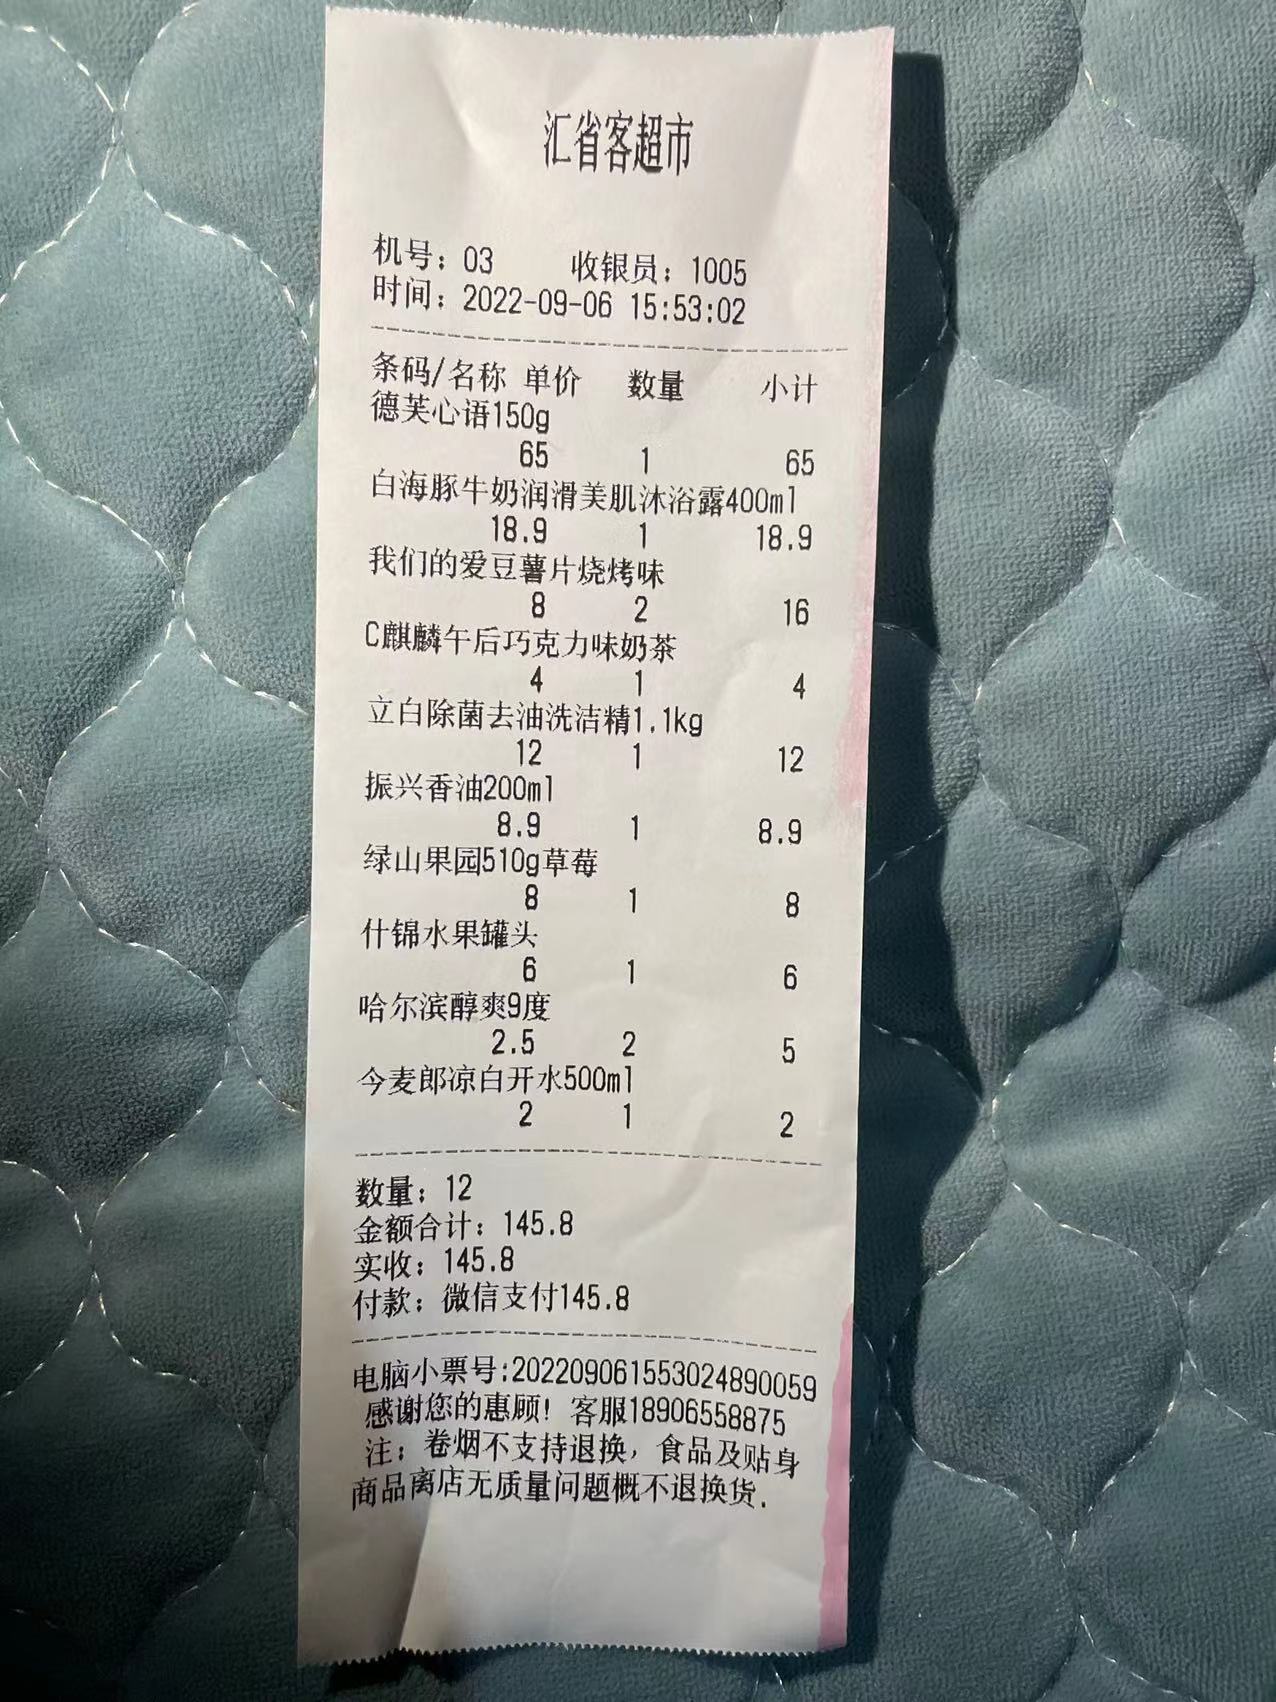 汇省客超市
机号：03 收银员：1005
时间：2022-09-06 15:53:02
条码/名称 单价 数量 小计
德芙心语150g
65 1 65
白海豚牛奶润滑美肌沐浴露400ml
18.9 1 18.9
我们的爱豆薯片烧烤味
8 2 16
C麒麟午后巧克力味奶茶
4 1 4
立白除菌去油洗洁精1.1kg
12 1 12
振兴香油200ml
8.9 1 8.9
绿山果园510g草莓
8 1 8
什锦水果罐头
6 1 6
哈尔滨醇爽9度
2.5 2 5
今麦郎凉白开水500ml
2 1 2
数量：12
金额合计：145.8
实收：145.8
付款：微信支付145.8
电脑小票号:2022090615530248900​59
感谢您的惠顾！客服18906558875
注：卷烟不支持退换，食品及贴身
商品离店无质量问题概不退换货.